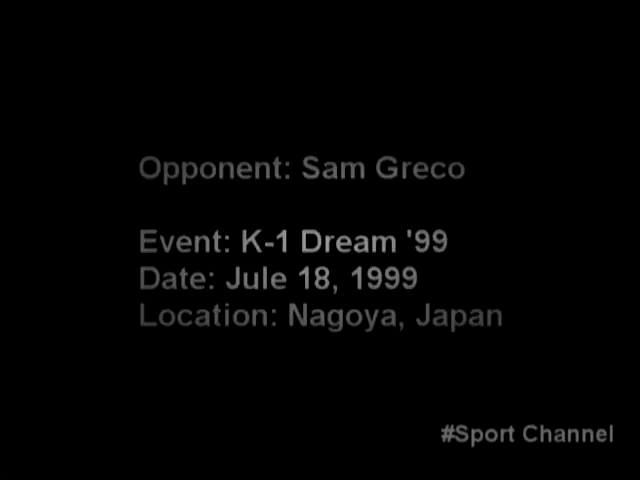 Opponent: Sam Greco
Event: K-1 Dream '99
Date: Jule 18, 1999
Location: Nagoya, Japan
#Sport Channel